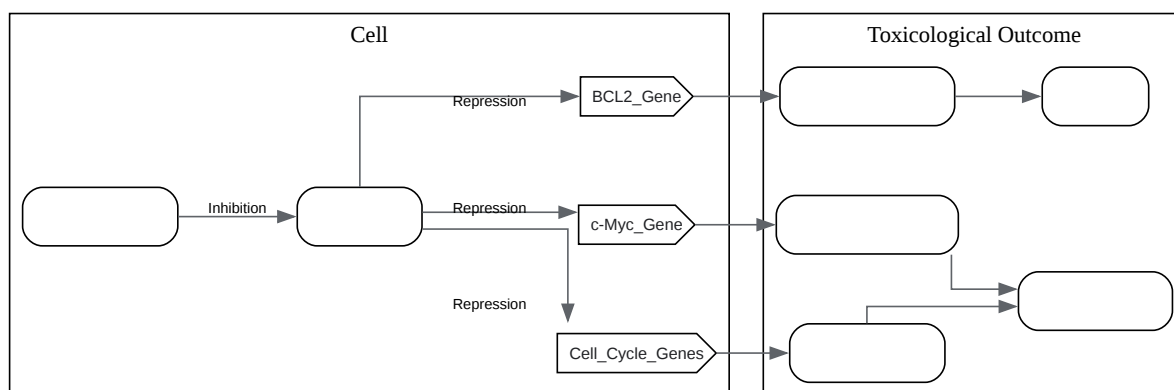 Cell
Toxicological Outcome
Repression
BCL2_Gene
Inhibition
Repression
c-Myc_Gene
Repression
Cell_Cycle_Genes